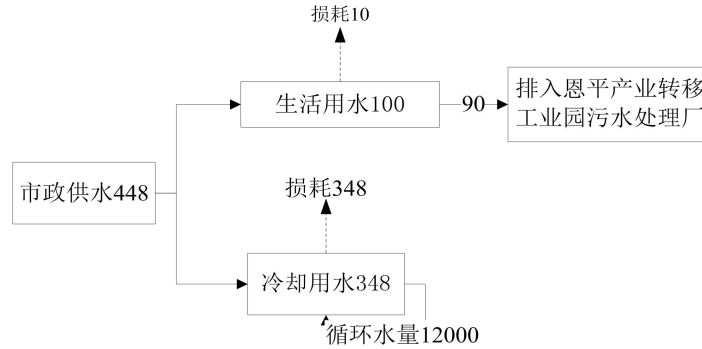 损耗10
生活用水100
90
排入恩平产业转移
工业园污水处理厂
市政供水448
损耗348
冷却用水348
循环水量12000